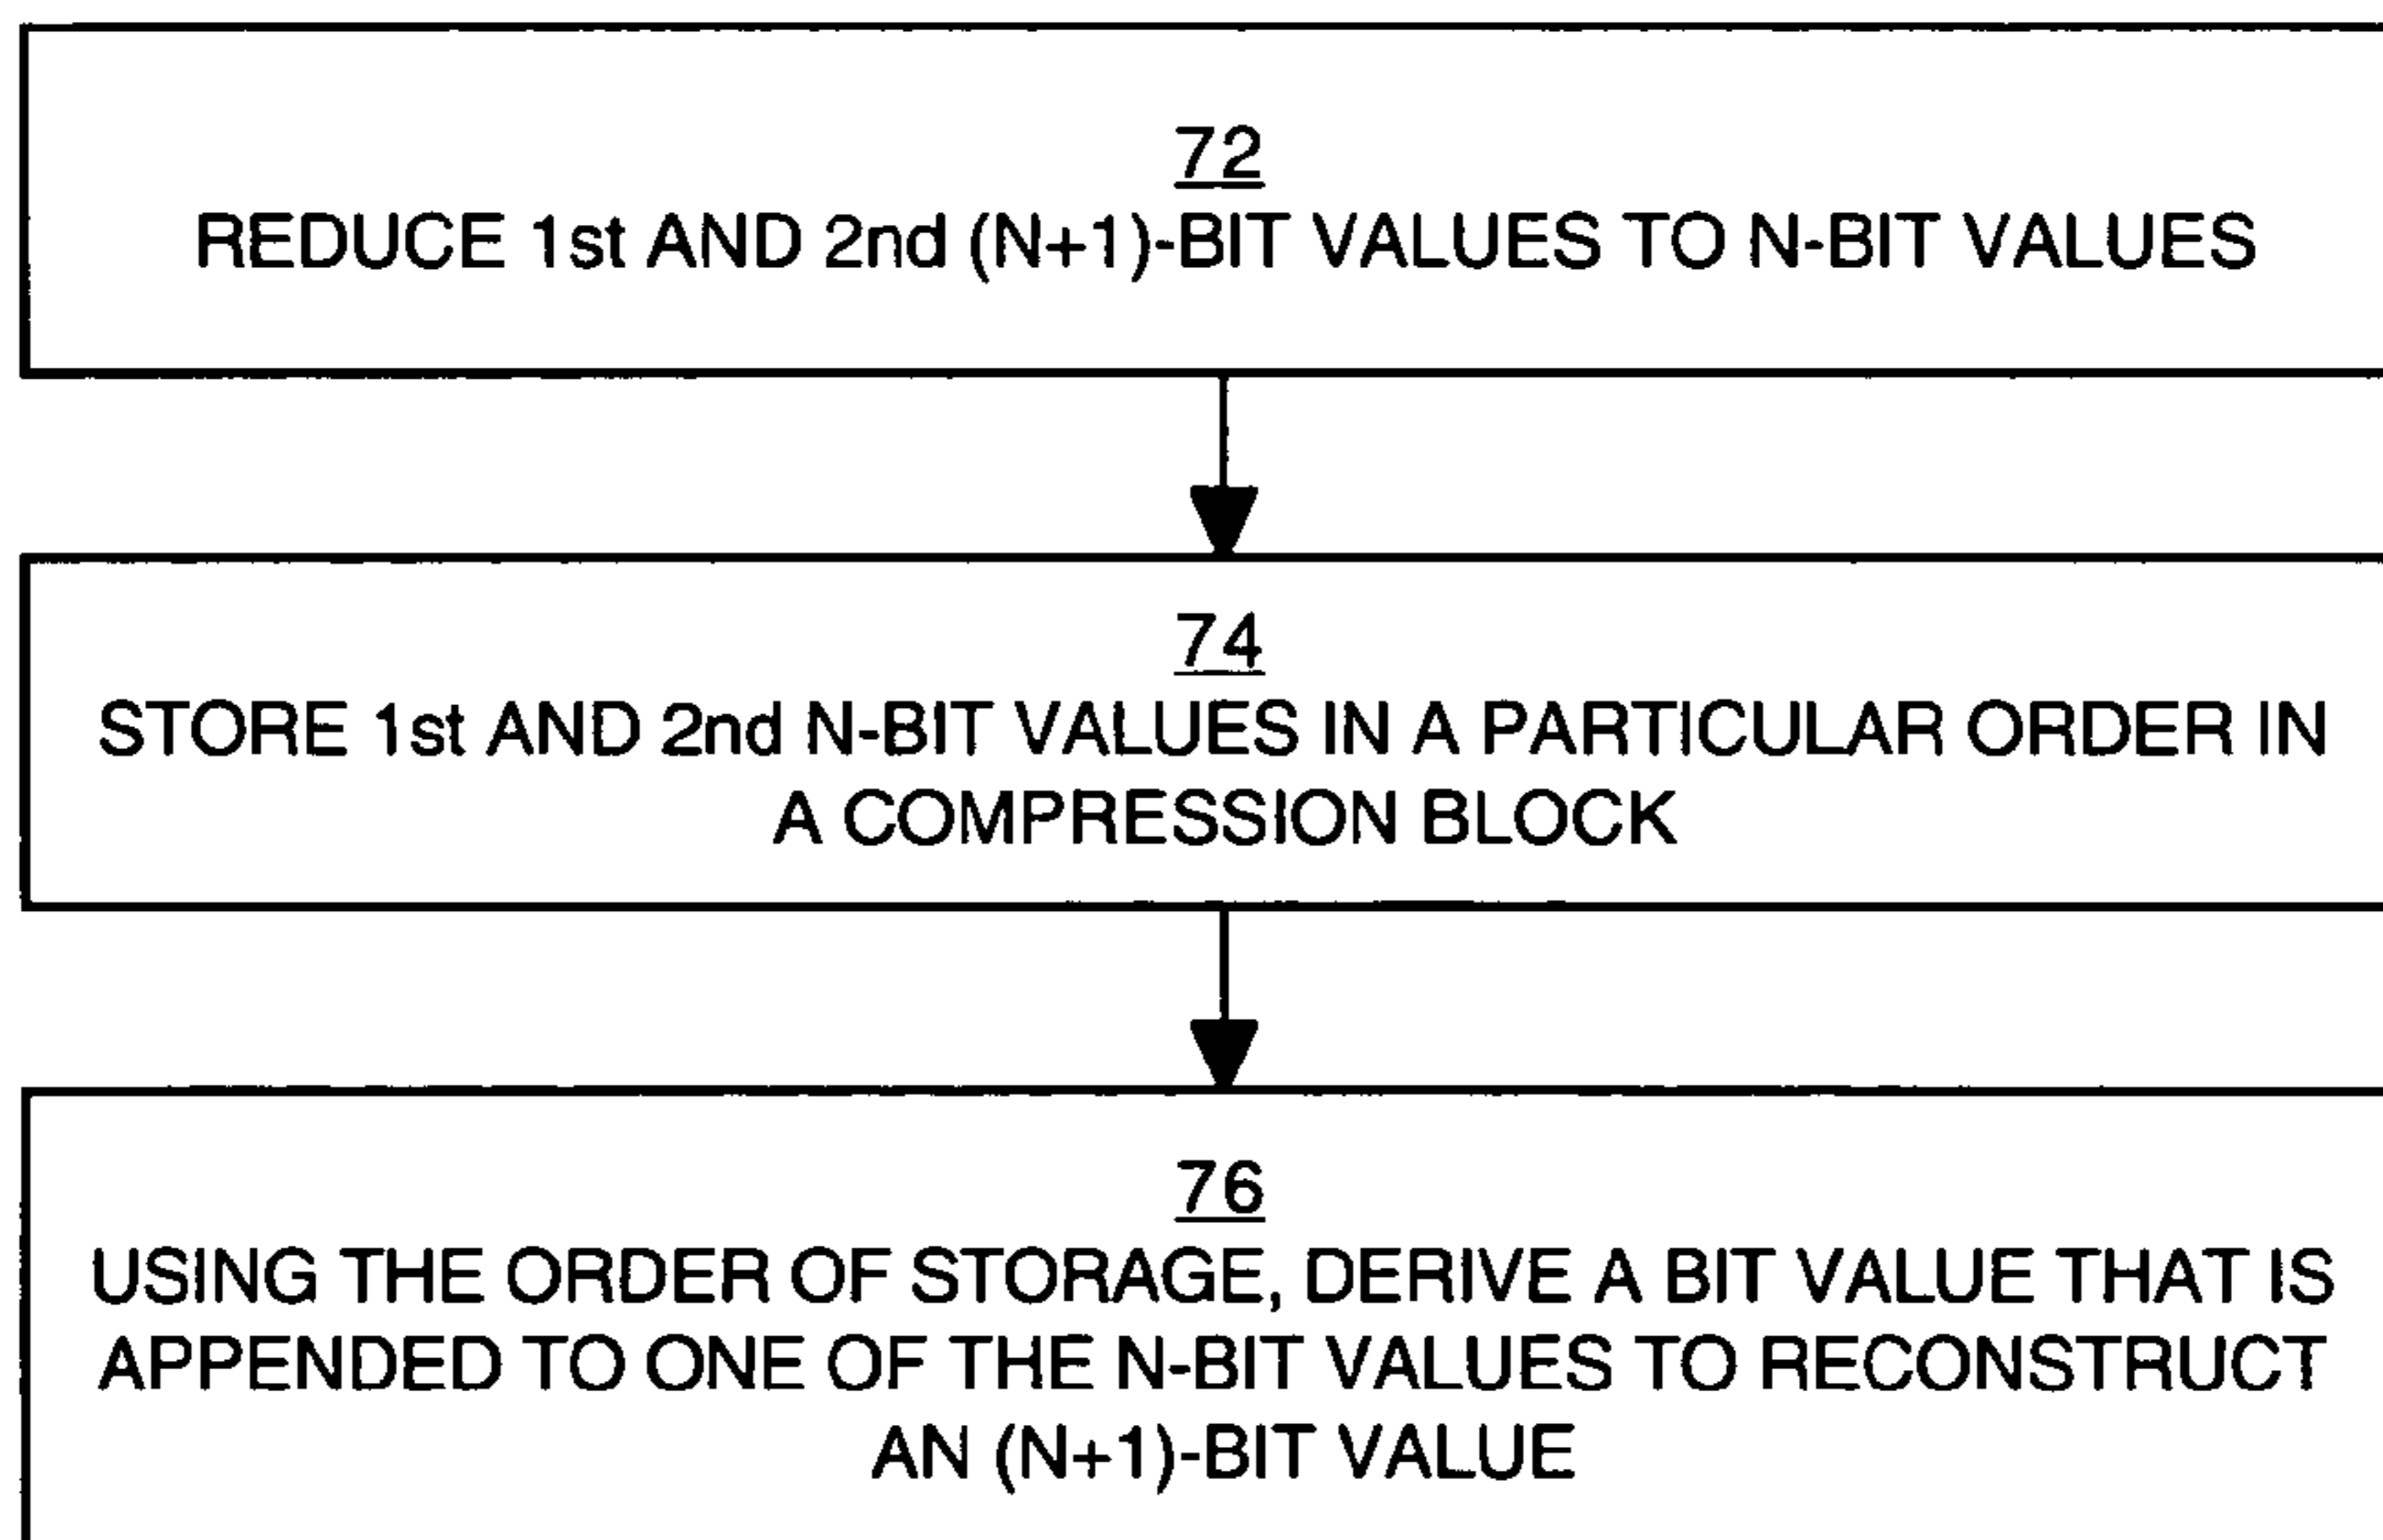 72
REDUCE 1st AND 2nd (N+1)-BIT VALUES TO N-BIT VALUES
74
STORE 1st AND 2nd N-BIT VALUES IN A PARTICULAR ORDER IN
A COMPRESSION BLOCK
76
USING THE ORDER OF STORAGE, DERIVE A BIT VALUE THAT IS
APPENDED TO ONE OF THE N-BIT VALUES TO RECONSTRUCT
AN (N+1)-BIT VALUE